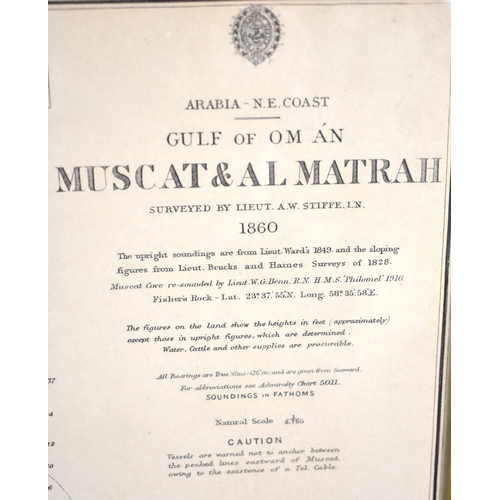 ARABIA - N.E. COAST
GULF OF OMÁN
MUSCAT & AL MATRAH
SURVEYED BY LIEUT. A.W. STIFFE, I.N.
1860
The upright soundings are from Lieut. Ward's 1849. and the sloping
figures from Lieut. Brucks and Haines Surveys of 1828.
Muscat Cove re-sounded by Lieut. W.G. Benn, R.N. H.M.S. "Philomel" 1916.
Fisher's Rock - Lat. 23° 37' 55" N. Long. 58° 35' 58" E.
The figures on the land show the heights in feet (approximately)
except those in upright figures, which are determined.
Water, Cattle and other supplies are procurable.
All Bearings are True and are given from Seaward.
For abbreviations see Admiralty Chart 5011.
SOUNDINGS IN FATHOMS
Natural Scale
CAUTION
Vessels are warned not to anchor between
the pecked lines eastward of Muscat,
owing to the existence of a Tel. Cable.